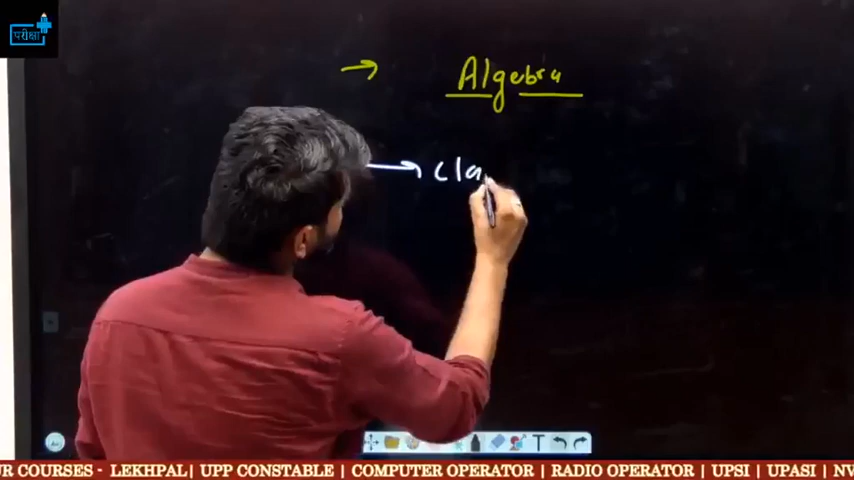 परीक्षा
→ Algebra
→ cla
UR COURSES - LEKHPAL| UPP CONSTABLE | COMPUTER OPERATOR | RADIO OPERATOR | UPSI | UPASI | NV